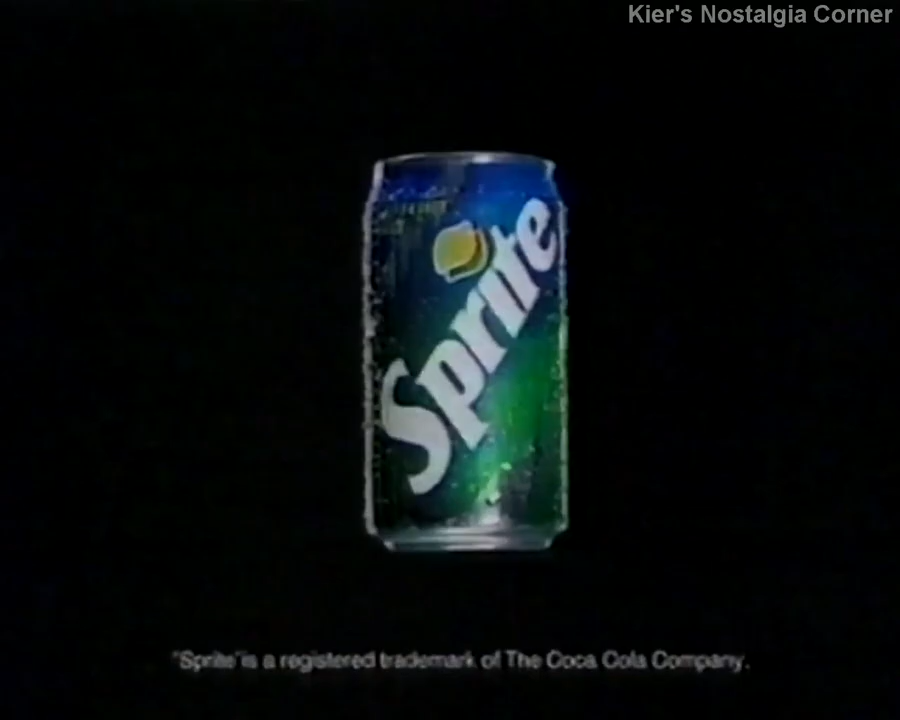 Kier's Nostalgia Corner
Sprite
"Sprite" is a registered trademark of The Coca Cola Company.